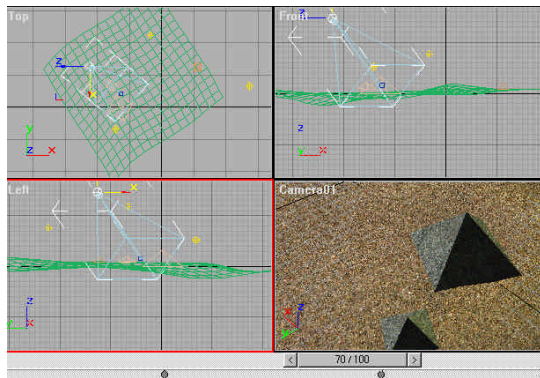 Top
Front
z
x
y
z x
z
y x
Left
Camera01
x
z
y x
x z
y
< 70 / 100 >